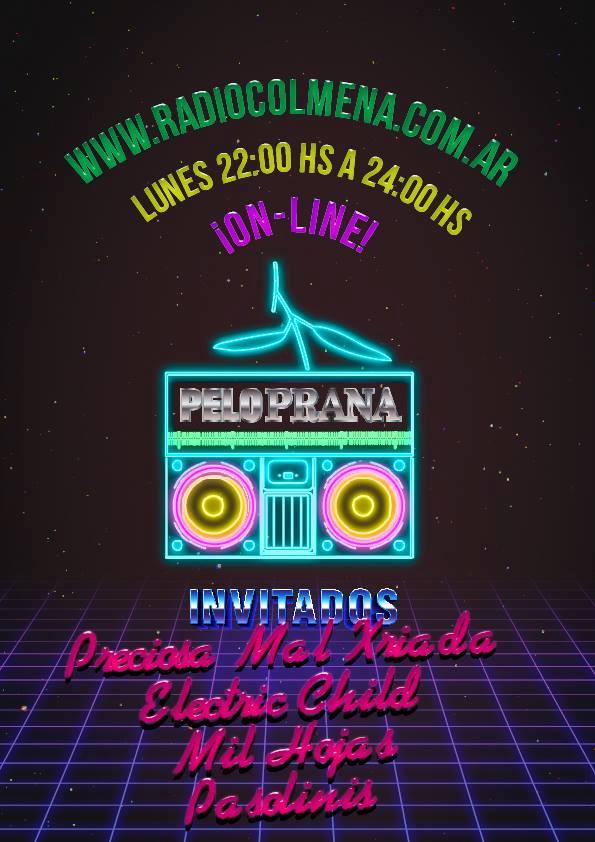 WWW.RADIOCOLMENA.COM.AR
LUNES 22:00 HS A 24:00 HS
¡ON-LINE!
PELOPRANA
INVITADOS
Preciosa Mal Xriada
Electric Child
Mil Hojas
Pasolinis